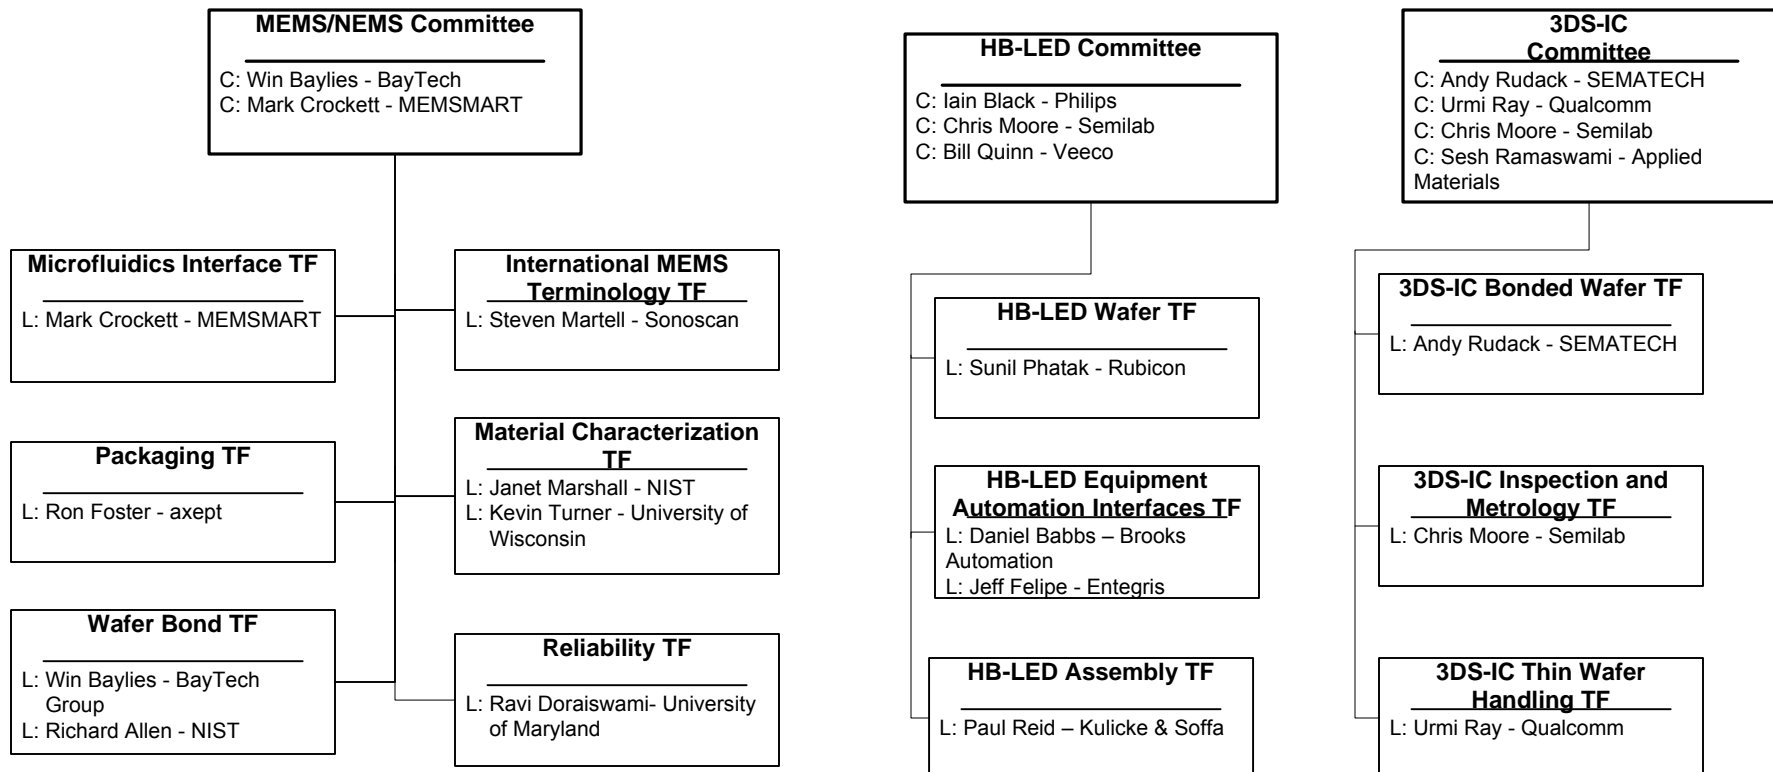 MEMS/NEMS Committee
C: Win Baylies - BayTech
C: Mark Crockett - MEMSMART
Microfluidics Interface TF
L: Mark Crockett - MEMSMART
International MEMS
Terminology TF
L: Steven Martell - Sonoscan
Packaging TF
L: Ron Foster - axept
Material Characterization
TF
L: Janet Marshall - NIST
L: Kevin Turner - University of
Wisconsin
Wafer Bond TF
L: Win Baylies - BayTech
Group
L: Richard Allen - NIST
Reliability TF
L: Ravi Doraiswami- University
of Maryland
HB-LED Committee
C: Iain Black - Philips
C: Chris Moore - Semilab
C: Bill Quinn - Veeco
HB-LED Wafer TF
L: Sunil Phatak - Rubicon
HB-LED Equipment
Automation Interfaces TF
L: Daniel Babbs – Brooks
Automation
L: Jeff Felipe - Entegris
HB-LED Assembly TF
L: Paul Reid – Kulicke & Soffa
3DS-IC
Committee
C: Andy Rudack - SEMATECH
C: Urmi Ray - Qualcomm
C: Chris Moore - Semilab
C: Sesh Ramaswami - Applied
Materials
3DS-IC Bonded Wafer TF
L: Andy Rudack - SEMATECH
3DS-IC Inspection and
Metrology TF
L: Chris Moore - Semilab
3DS-IC Thin Wafer
Handling TF
L: Urmi Ray - Qualcomm